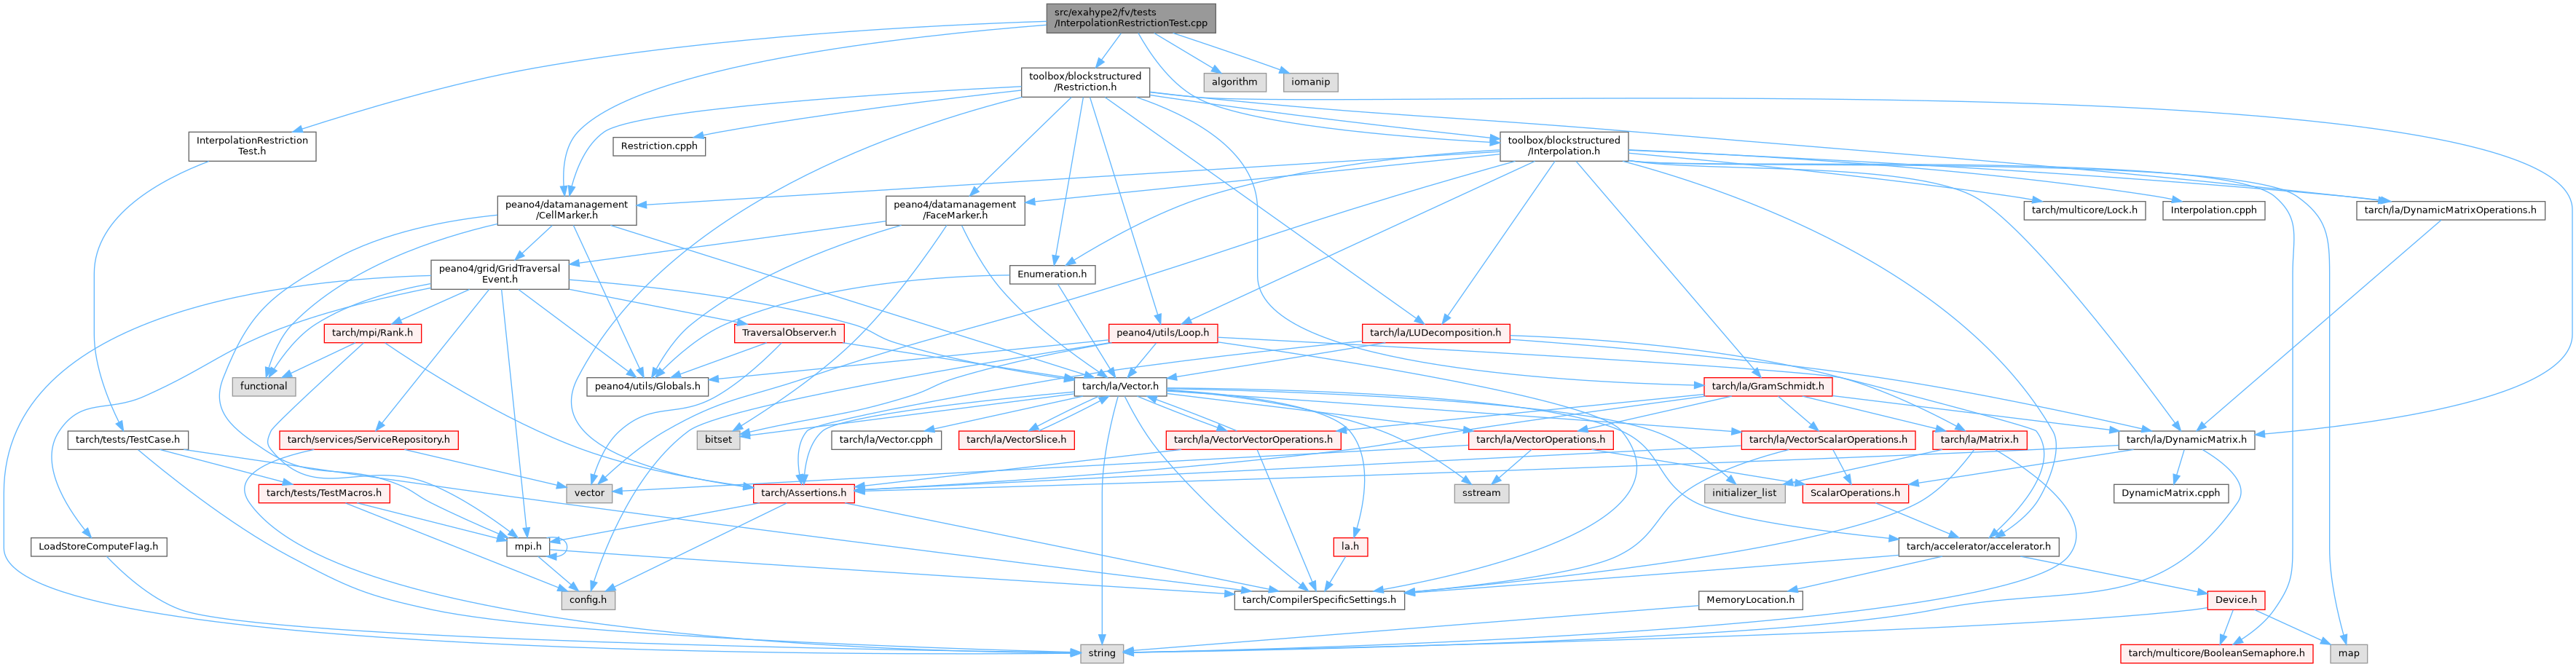 src/exahype2/fv/tests
/InterpolationRestrictionTest.cpp
toolbox/blockstructured
/Restriction.h
algorithm
iomanip
InterpolationRestriction
Test.h
Restriction.cpph
toolbox/blockstructured
/Interpolation.h
peano4/datamanagement
/CellMarker.h
peano4/datamanagement
/FaceMarker.h
tarch/multicore/Lock.h
Interpolation.cpph
tarch/la/DynamicMatrixOperations.h
peano4/grid/GridTraversal
Event.h
Enumeration.h
tarch/mpi/Rank.h
TraversalObserver.h
peano4/utils/Loop.h
tarch/la/LUDecomposition.h
functional
peano4/utils/Globals.h
tarch/la/Vector.h
tarch/la/GramSchmidt.h
tarch/tests/TestCase.h
tarch/services/ServiceRepository.h
bitset
tarch/la/Vector.cpph
tarch/la/VectorSlice.h
tarch/la/VectorVectorOperations.h
tarch/la/VectorOperations.h
tarch/la/VectorScalarOperations.h
tarch/la/Matrix.h
tarch/la/DynamicMatrix.h
tarch/tests/TestMacros.h
vector
tarch/Assertions.h
sstream
initializer_list
ScalarOperations.h
DynamicMatrix.cpph
LoadStoreComputeFlag.h
mpi.h
la.h
tarch/accelerator/accelerator.h
config.h
tarch/CompilerSpecificSettings.h
MemoryLocation.h
Device.h
string
tarch/multicore/BooleanSemaphore.h
map